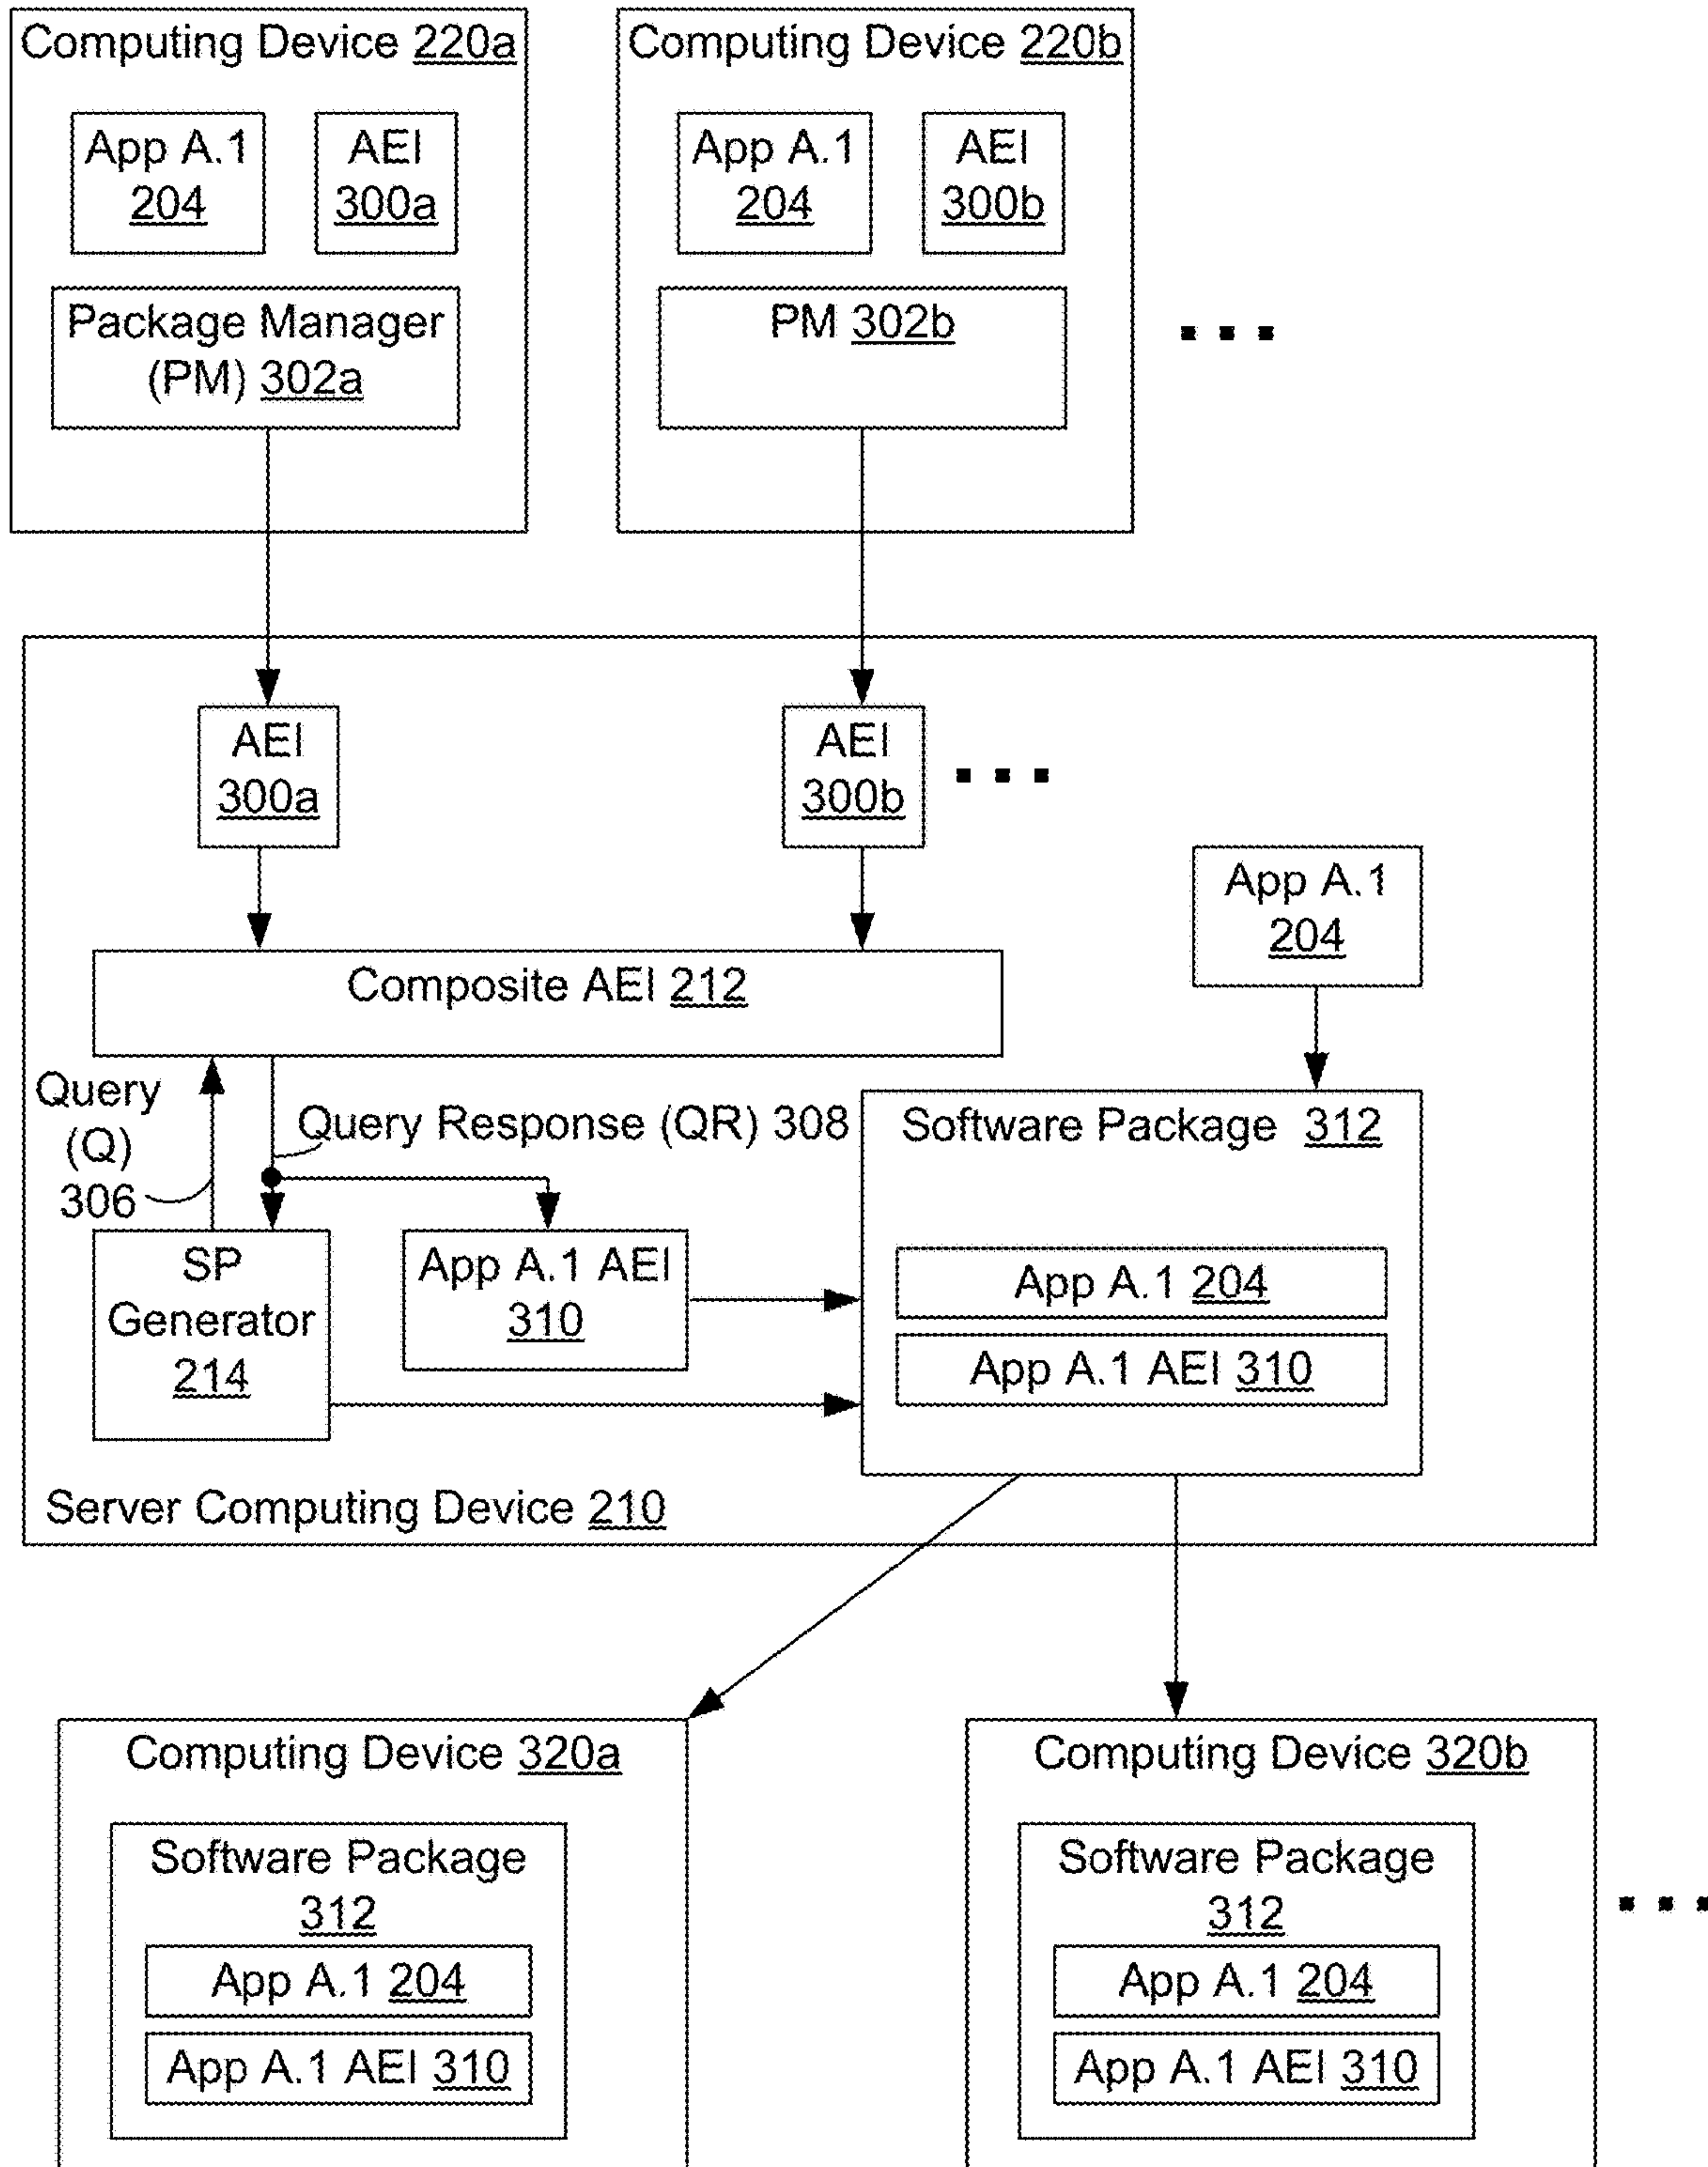 Computing Device 220a
App A.1
204
AEI
300a
Package Manager
(PM) 302a
Computing Device 220b
App A.1
204
AEI
300b
PM 302b
...
AEI
300a
AEI
300b
...
App A.1
204
Composite AEI 212
Query
(Q)
306
Query Response (QR) 308
SP
Generator
214
App A.1 AEI
310
Software Package 312
App A.1 204
App A.1 AEI 310
Server Computing Device 210
Computing Device 320a
Software Package
312
App A.1 204
App A.1 AEI 310
Computing Device 320b
Software Package
312
App A.1 204
App A.1 AEI 310
...